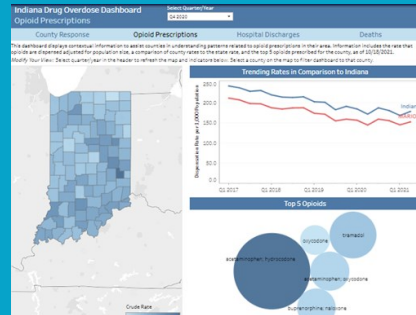 Indiana Drug Overdose Dashboard
Opioid Prescriptions
Select Quarter/Year
Q4 2020
County Response
Opioid Prescriptions
Hospital Discharges
Deaths
This dashboard displays contextual information to assist counties in understanding patterns related to opioid prescriptions in their area. Information includes the rate that
opioids are dispensed adjusted for population size, a comparison of county rates to the state rate, and the top 5 opioids prescribed for the county, as of 10/18/2021.
Modify Your View: Select quarter/year in the header to refresh the map and indicators below. Select a county on the map to filter dashboard to that county.
Trending Rates in Comparison to Indiana
Dispensation Rate per 1,000 Population
250.0
200.0
150.0
100.0
50.0
0.0
Indian
MARIO
Q1 2017
Q1 2018
Q1 2019
Q1 2020
Q1 2021
Top 5 Opioids
oxycodone
tramadol
acetaminophen; hydrocodone
acetaminophen; oxycodone
buprenorphine; naloxone
Crude Rate